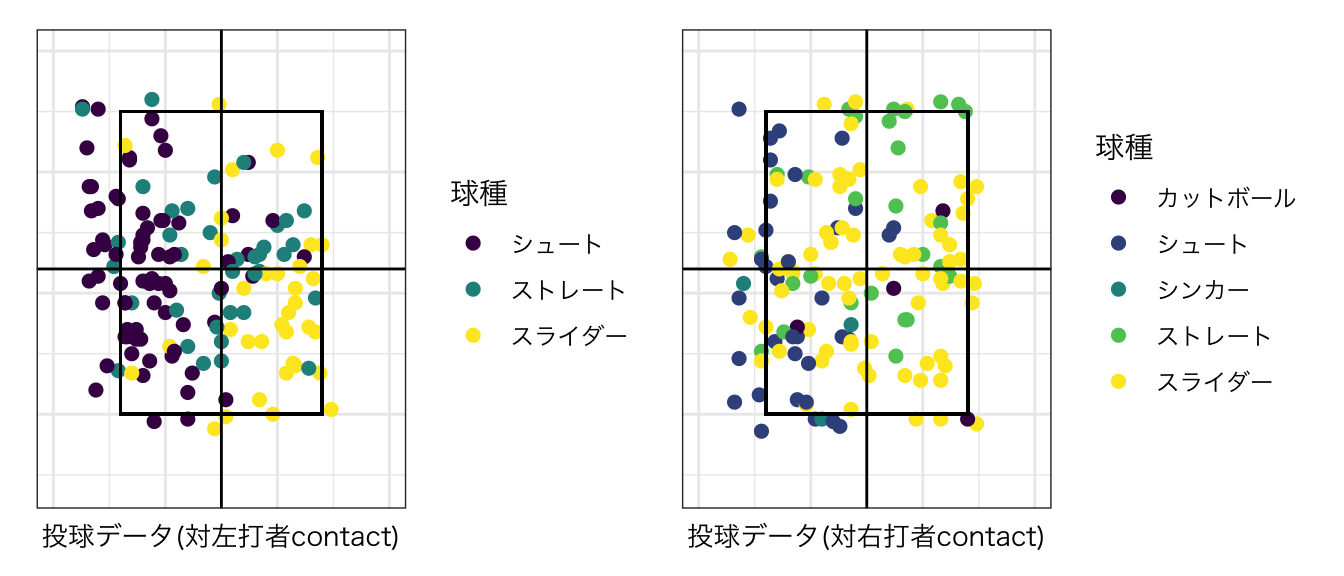 球種
シュート
ストレート
スライダー
投球データ(対左打者contact)
球種
カットボール
シュート
シンカー
ストレート
スライダー
投球データ(対右打者contact)